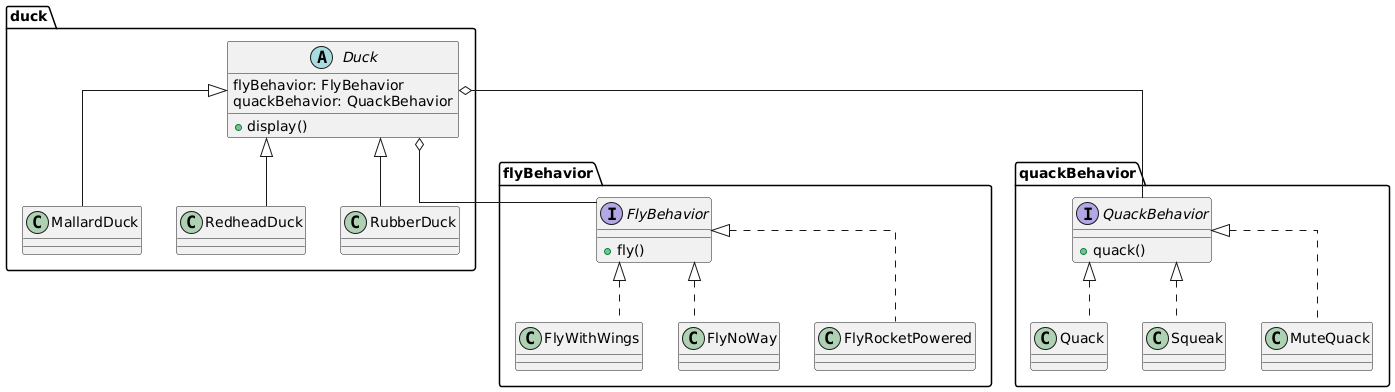 duck
A Duck
flyBehavior: FlyBehavior
quackBehavior: QuackBehavior
display()
C MallardDuck
C RedheadDuck
C RubberDuck
flyBehavior
I FlyBehavior
fly()
C FlyWithWings
C FlyNoWay
C FlyRocketPowered
quackBehavior
I QuackBehavior
quack()
C Quack
C Squeak
C MuteQuack